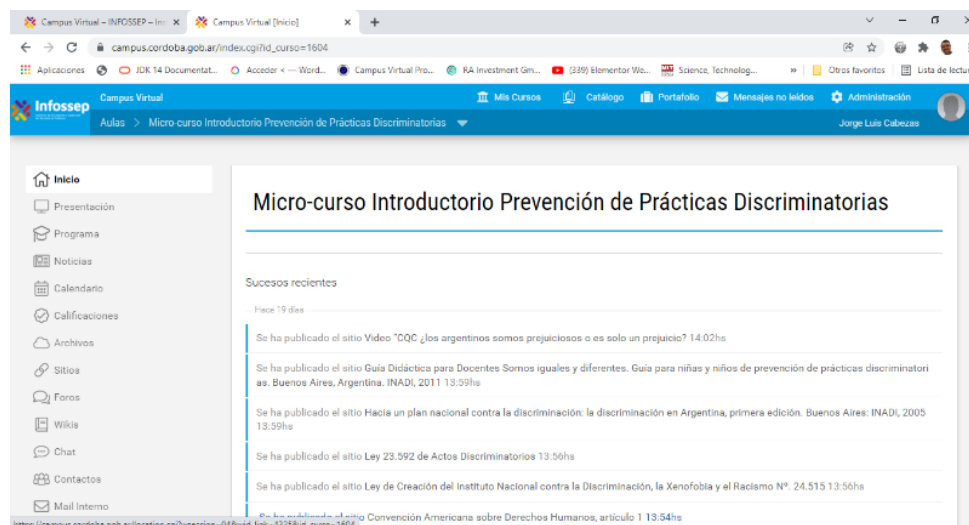 Campus Virtual – INFOSSEP – Ini
Campus Virtual [Inicio]
campus.cordoba.gob.ar/index.cgi?id_curso=1604
Aplicaciones
JDK 14 Documentat...
Acceder < — Word...
Campus Virtual Pro...
RA Investment Gm...
(339) Elementor We...
Science, Technolog...
»
Otros favoritos
Lista de lectur
Infossep
Campus Virtual
Mis Cursos
Catálogo
Portafolio
Mensajes no leídos
Administración
Aulas > Micro-curso Introductorio Prevención de Prácticas Discriminatorias
Jorge Luis Cabezas
Inicio
Presentación
Programa
Noticias
Calendario
Calificaciones
Archivos
Sitios
Foros
Wikis
Chat
Contactos
Mail Interno
Micro-curso Introductorio Prevención de Prácticas Discriminatorias
Sucesos recientes
Hace 19 días
Se ha publicado el sitio Video "CQC ¿los argentinos somos prejuiciosos o es solo un prejuicio? 14:02hs
Se ha publicado el sitio Guía Didáctica para Docentes Somos iguales y diferentes. Guía para niñas y niños de prevención de prácticas discriminatori
as. Buenos Aires, Argentina. INADI, 2011 13:59hs
Se ha publicado el sitio Hacia un plan nacional contra la discriminación: la discriminación en Argentina, primera edición. Buenos Aires: INADI, 2005
13:59hs
Se ha publicado el sitio Ley 23.592 de Actos Discriminatorios 13:56hs
Se ha publicado el sitio Ley de Creación del Instituto Nacional contra la Discriminación, la Xenofobia y el Racismo Nº. 24.515 13:56hs
Se ha publicado el sitio Convención Americana sobre Derechos Humanos, artículo 1 13:54hs